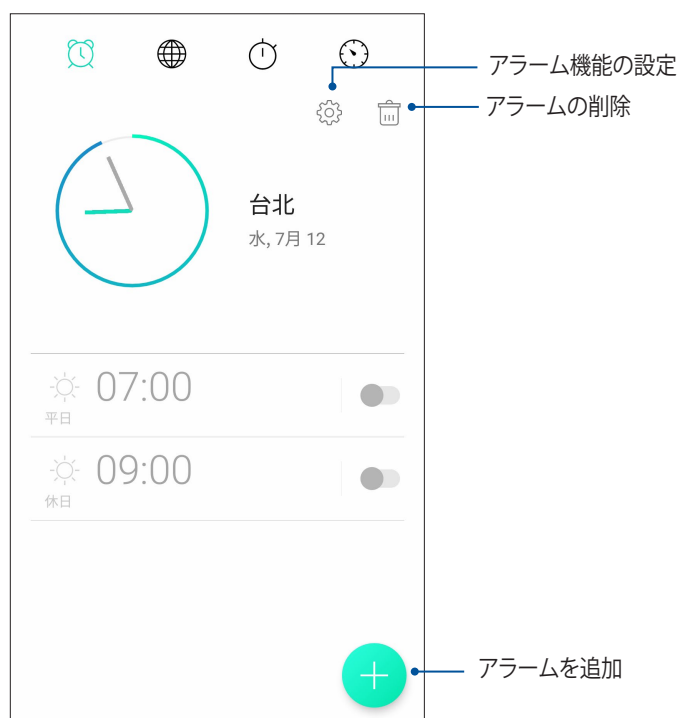 アラーム機能の設定
アラームの削除
台北
水, 7月 12
07:00
平日
09:00
休日
アラームを追加